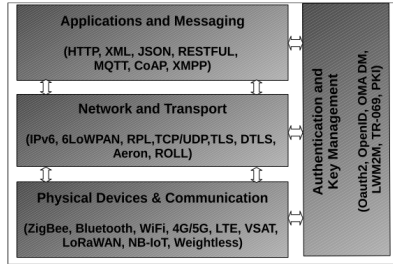 Applications and Messaging
(HTTP, XML, JSON, RESTFUL,
MQTT, CoAP, XMPP)
Network and Transport
(IPv6, 6LoWPAN, RPL,TCP/UDP,TLS, DTLS,
Aeron, ROLL)
Physical Devices & Communication
(ZigBee, Bluetooth, WiFi, 4G/5G, LTE, VSAT,
LoRaWAN, NB-IoT, Weightless)
Authentication and
Key Management
(Oauth2, OpenID, OMA DM,
LWM2M, TR-069, PKI)